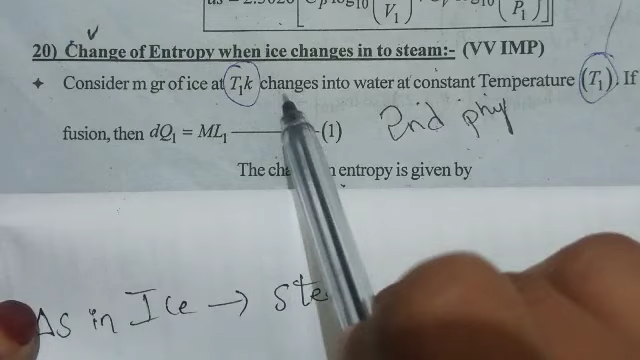 20) Change of Entropy when ice changes in to steam:- (VV IMP)
Consider m gr of ice at T₁k changes into water at constant Temperature (T₁). If
fusion, then dQ₁ = ML₁ ——— (1)
2nd phy
The entropy is given by
ΔS in Ice → Ste